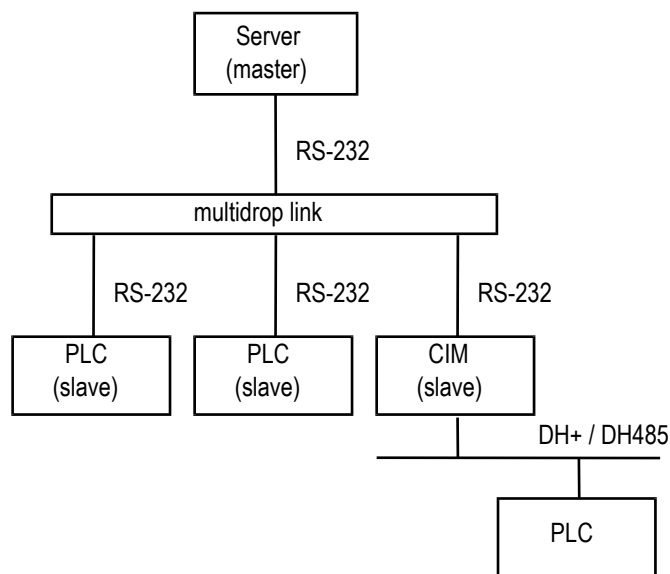 Server
(master)
RS-232
multidrop link
RS-232
RS-232
RS-232
PLC
(slave)
PLC
(slave)
CIM
(slave)
DH+ / DH485
PLC